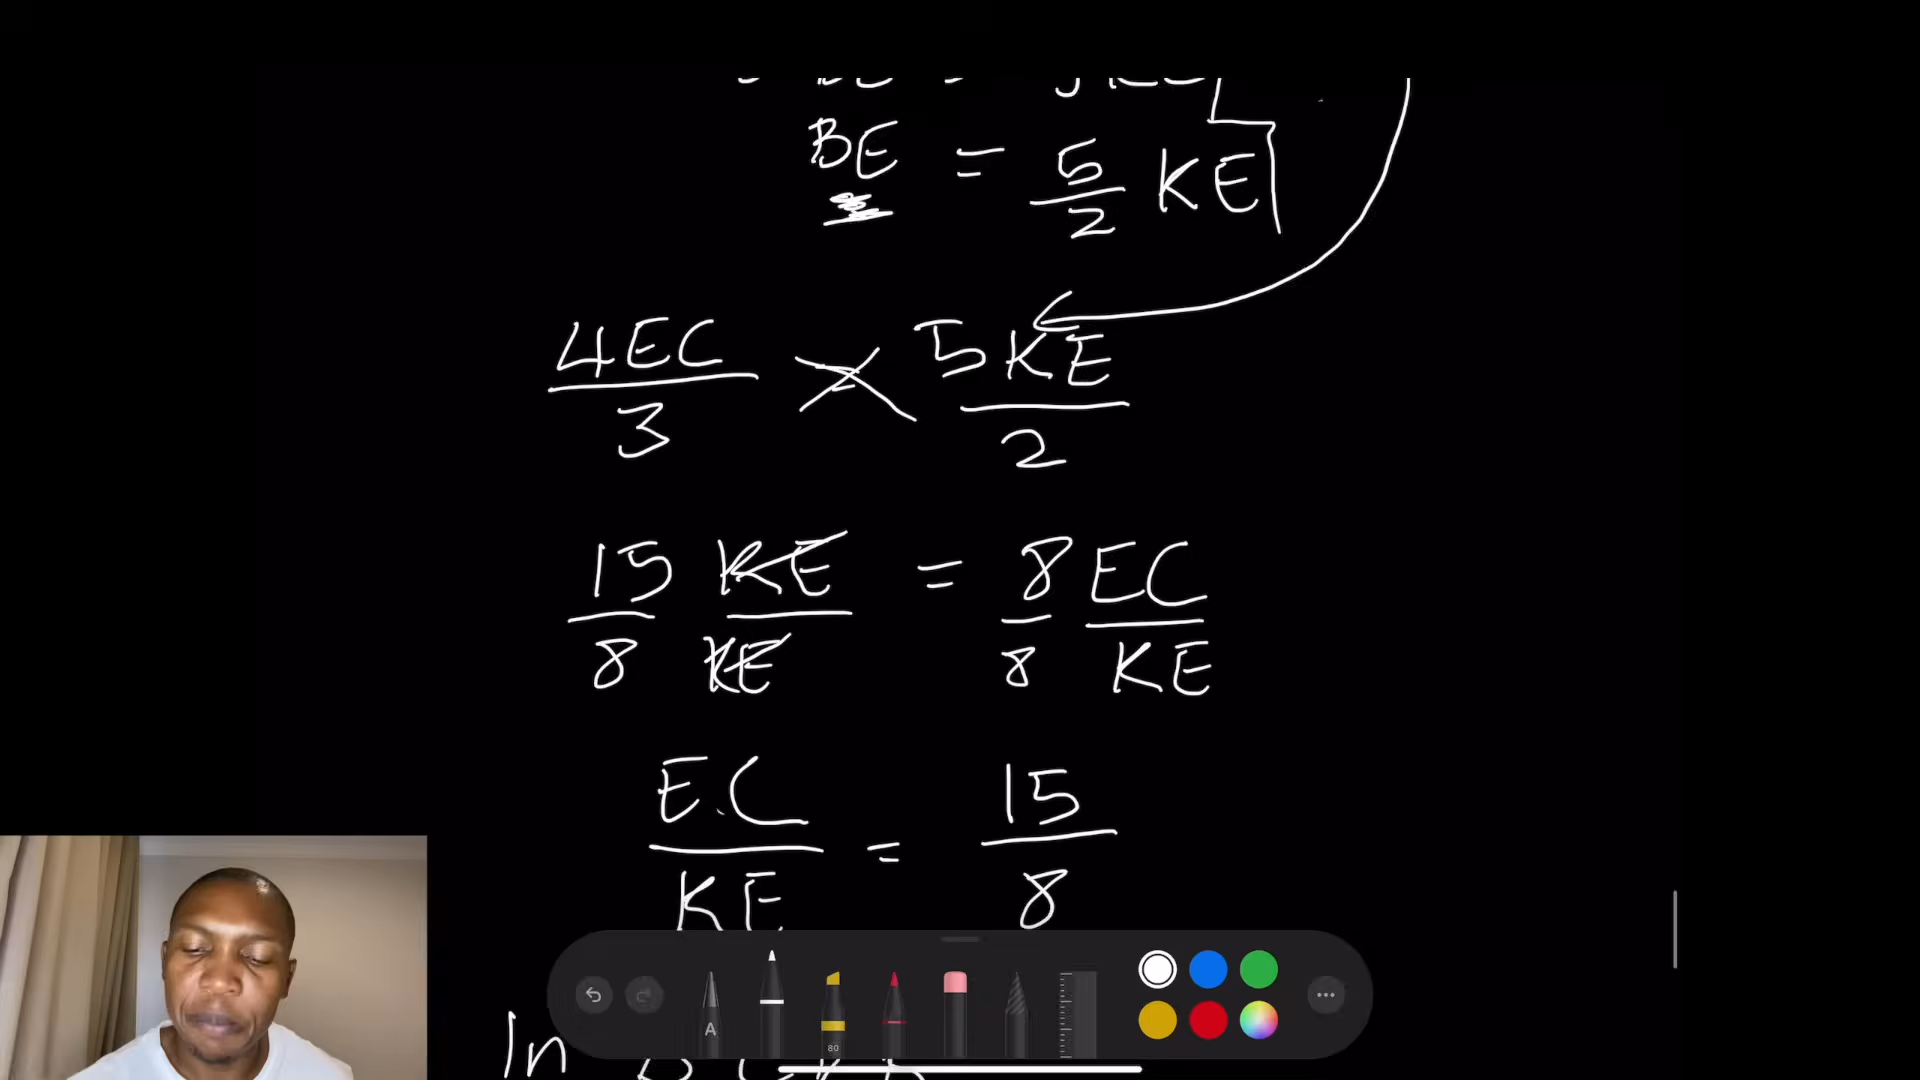 BE = 5/2 KE
4EC/3 = 5KE/2
15/8 KE/KE = 8/8 EC/KE
E.C/KE = 15/8
A
80
In